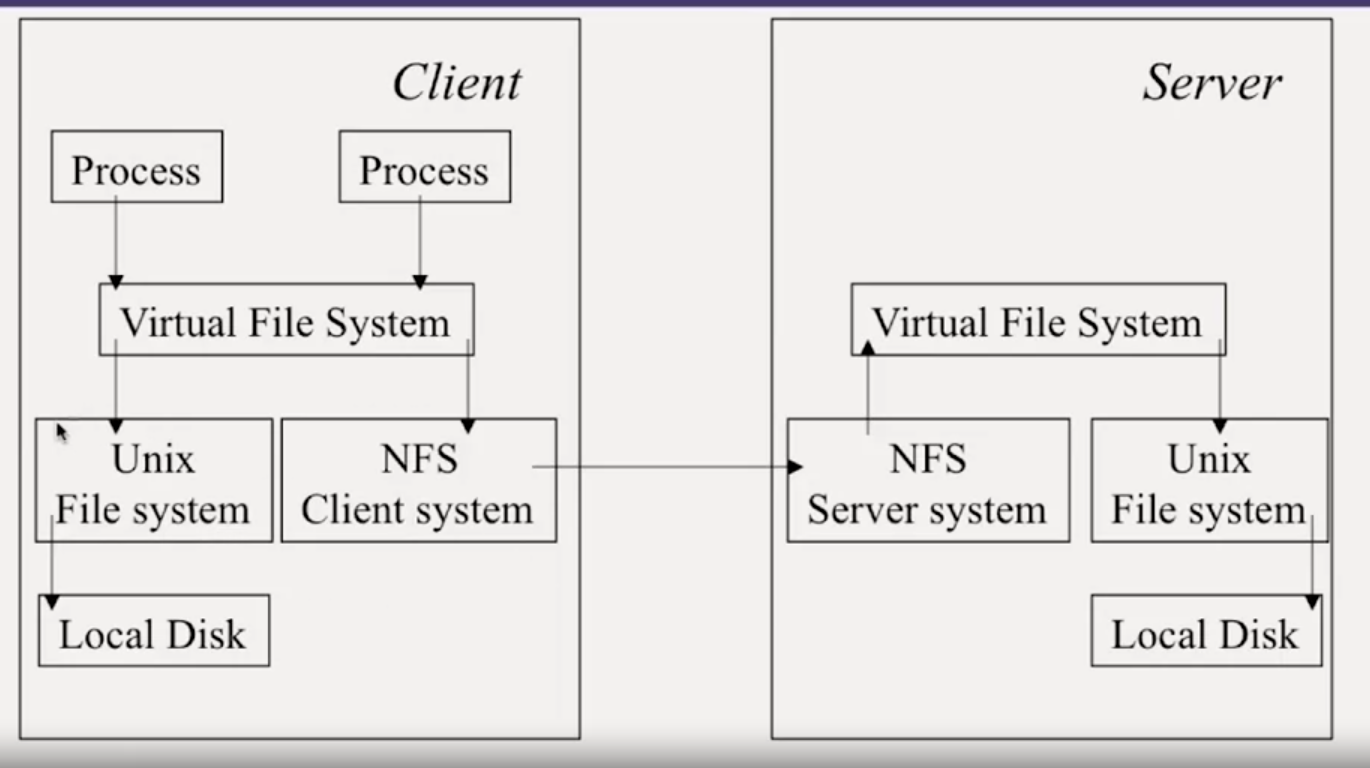 Client
Process
Process
Virtual File System
Unix
File system
NFS
Client system
Local Disk
Server
Virtual File System
NFS
Server system
Unix
File system
Local Disk